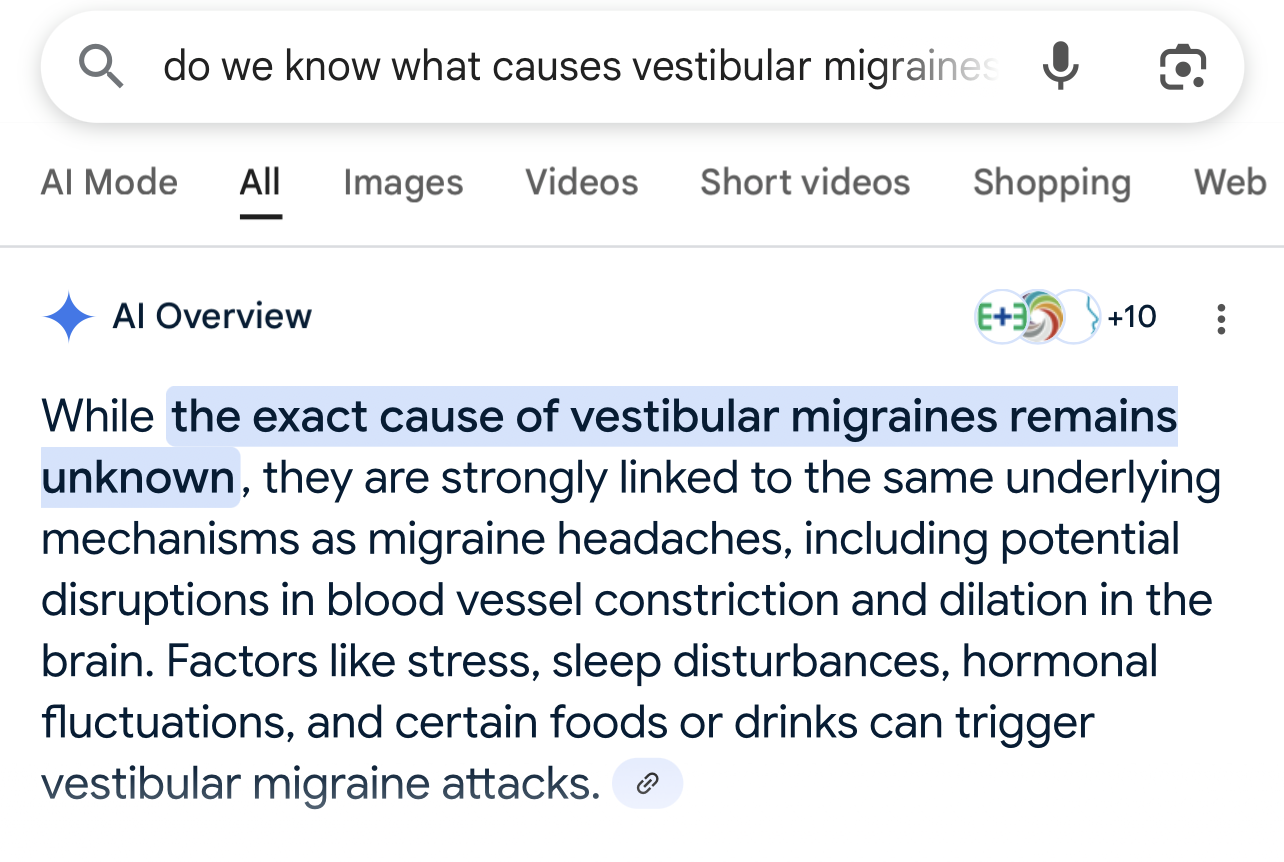 do we know what causes vestibular migraines
AI Mode All Images Videos Short videos Shopping Web
AI Overview E+E +10
While the exact cause of vestibular migraines remains
unknown, they are strongly linked to the same underlying
mechanisms as migraine headaches, including potential
disruptions in blood vessel constriction and dilation in the
brain. Factors like stress, sleep disturbances, hormonal
fluctuations, and certain foods or drinks can trigger
vestibular migraine attacks.